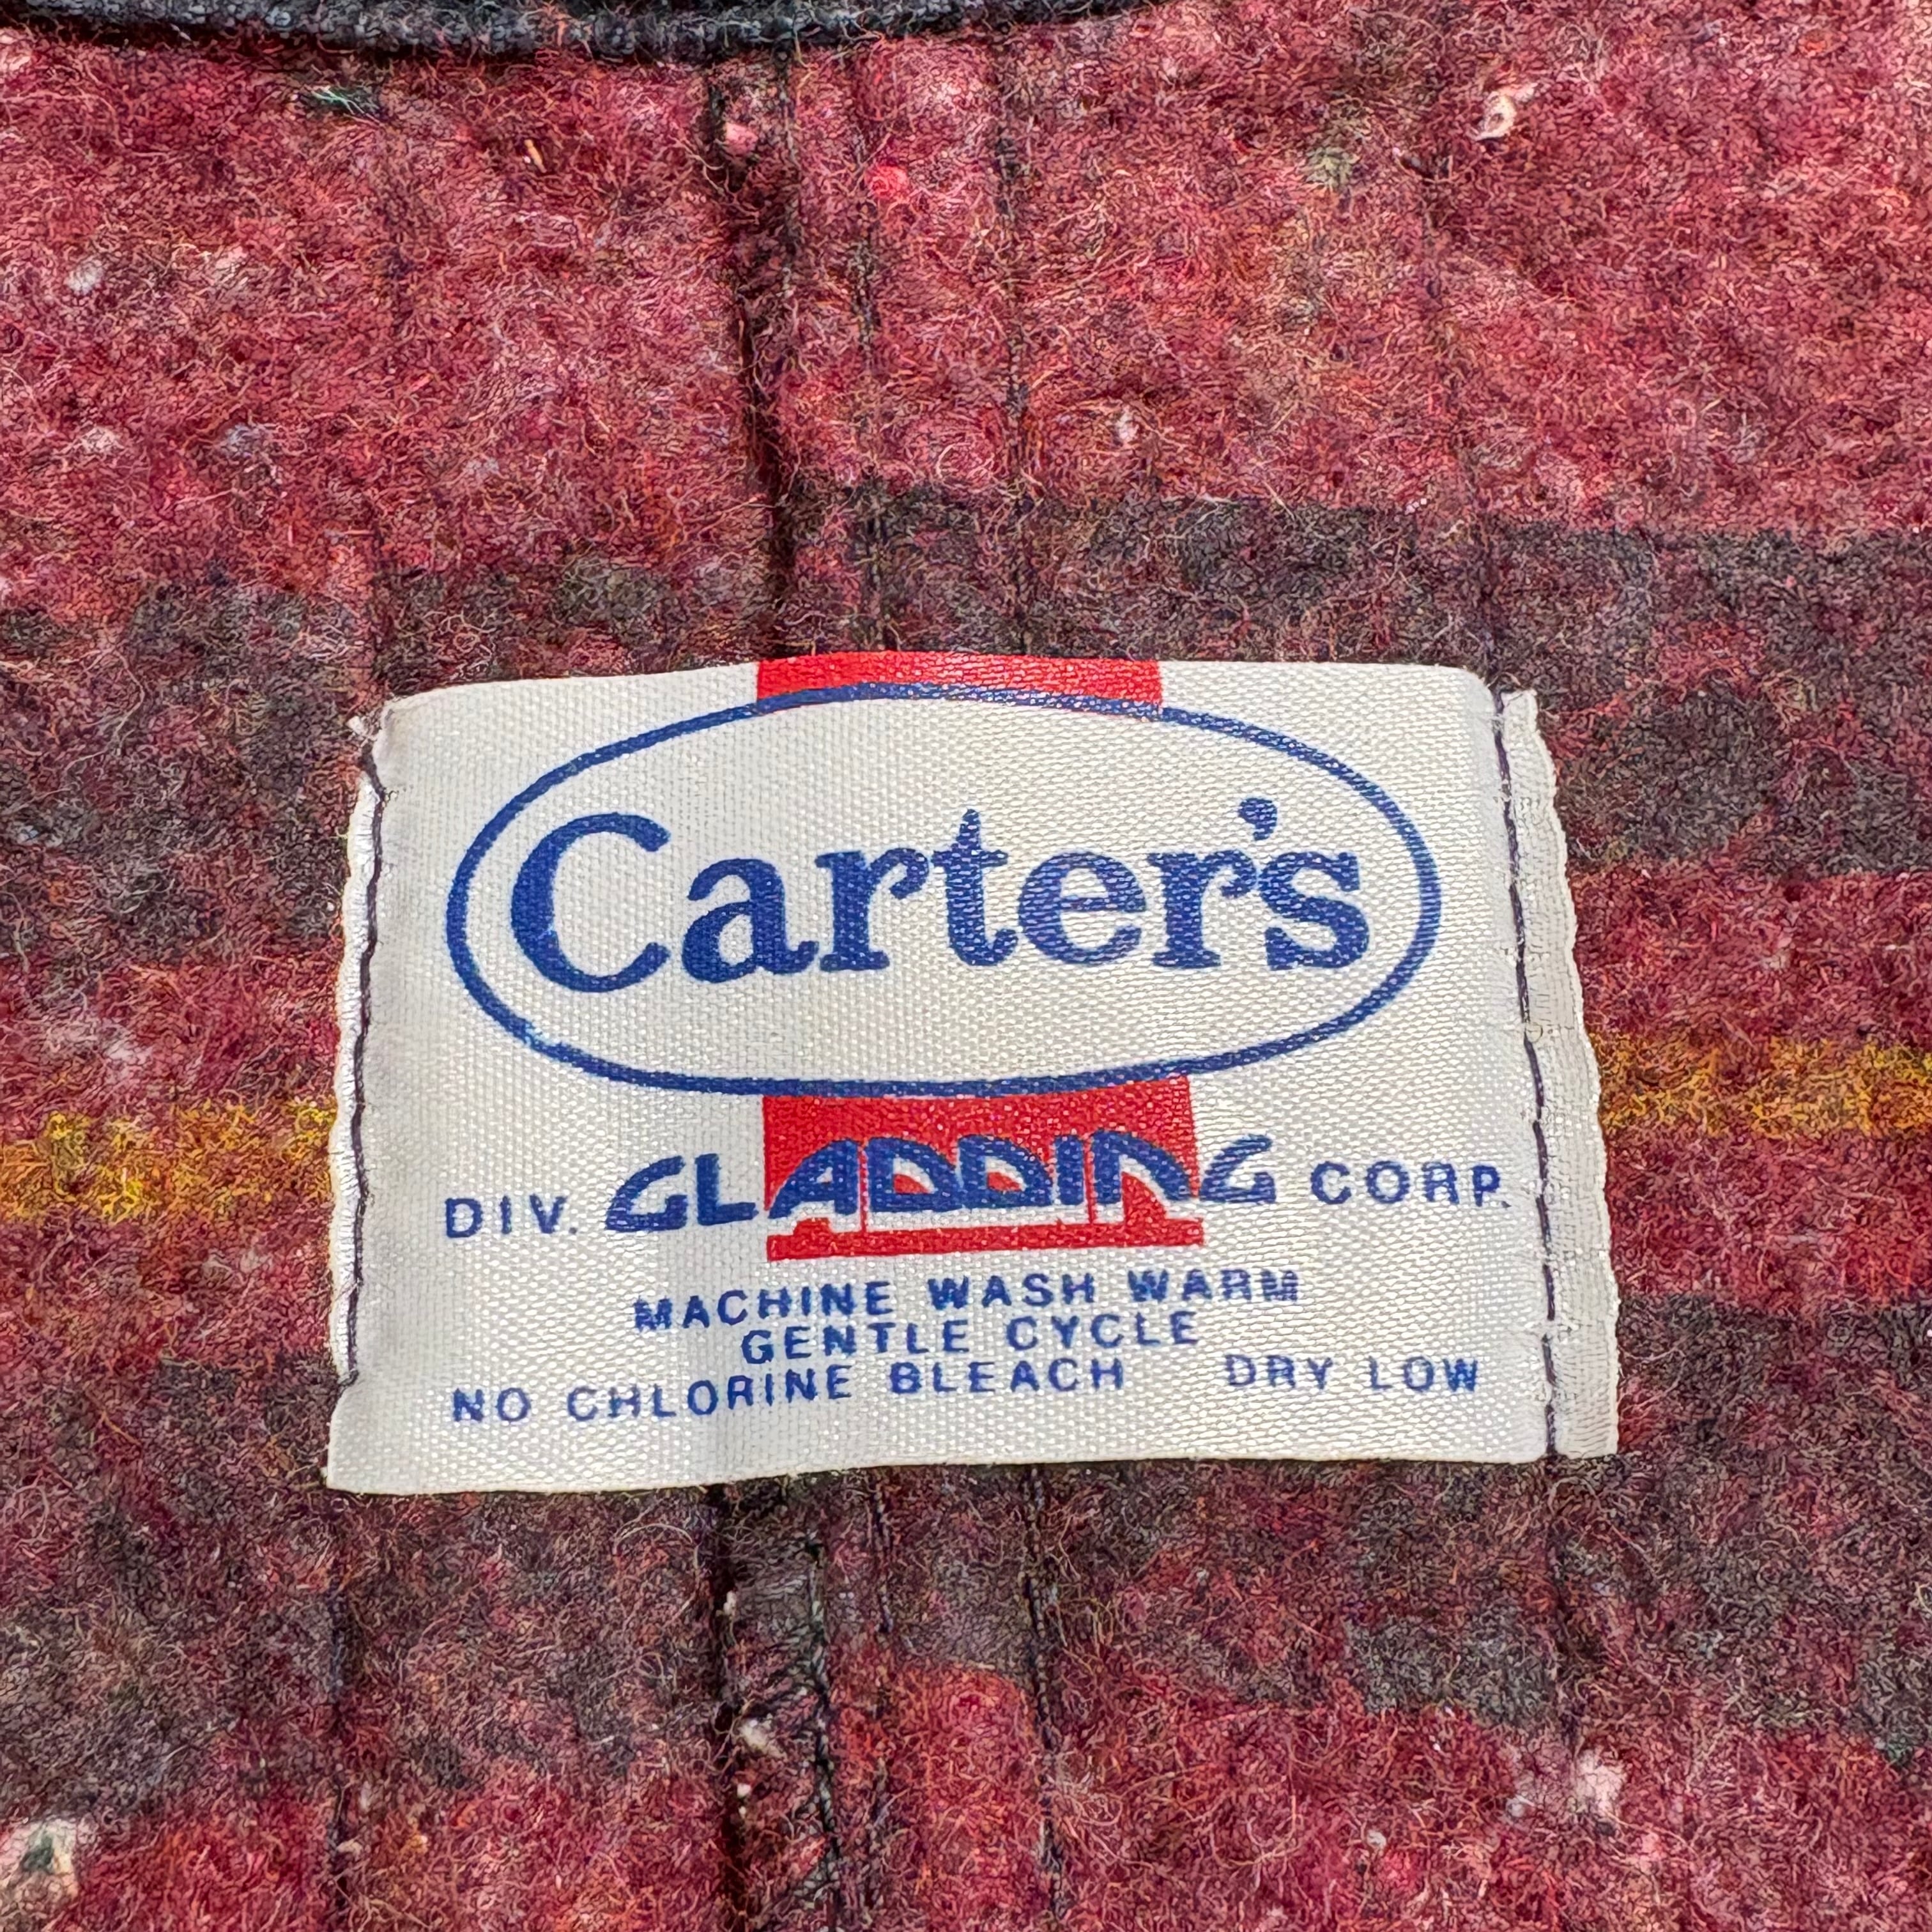 Carter's
DIV. GLADDING CORP.
MACHINE WASH WARM
GENTLE CYCLE
NO CHLORINE BLEACH DRY LOW